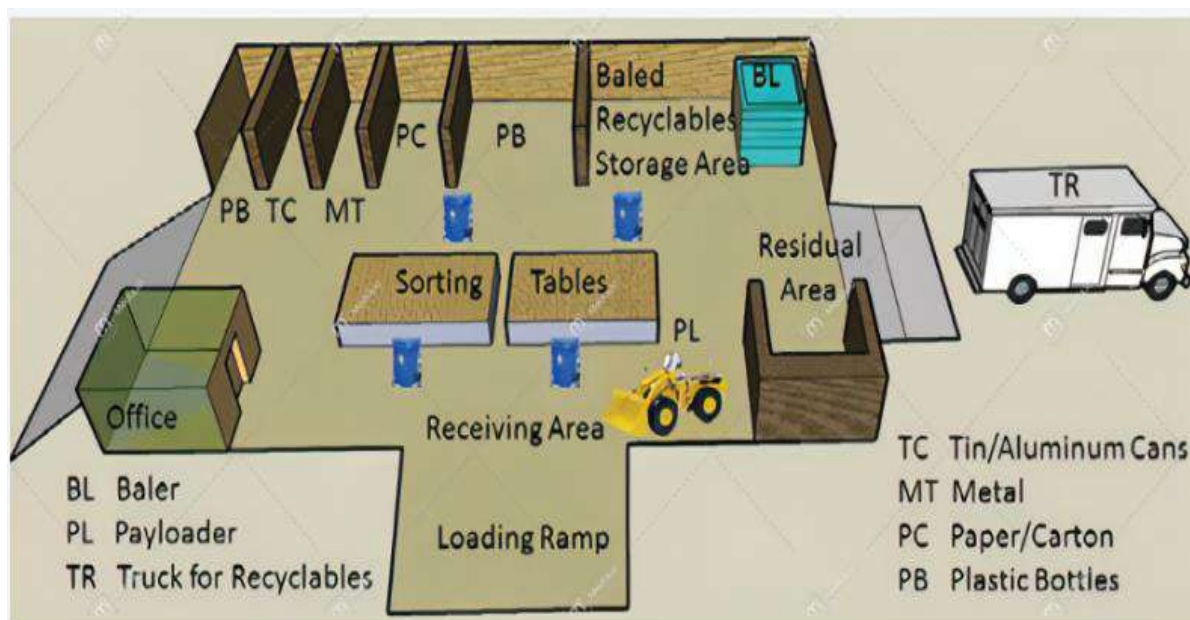 Baled
BL
PC
PB
Recyclables
Storage Area
PB TC MT
TR
Residual
Area
Sorting
Tables
PL
Office
Receiving Area
Loading Ramp
BL Baler
PL Payloader
TR Truck for Recyclables
TC Tin/Aluminum Cans
MT Metal
PC Paper/Carton
PB Plastic Bottles